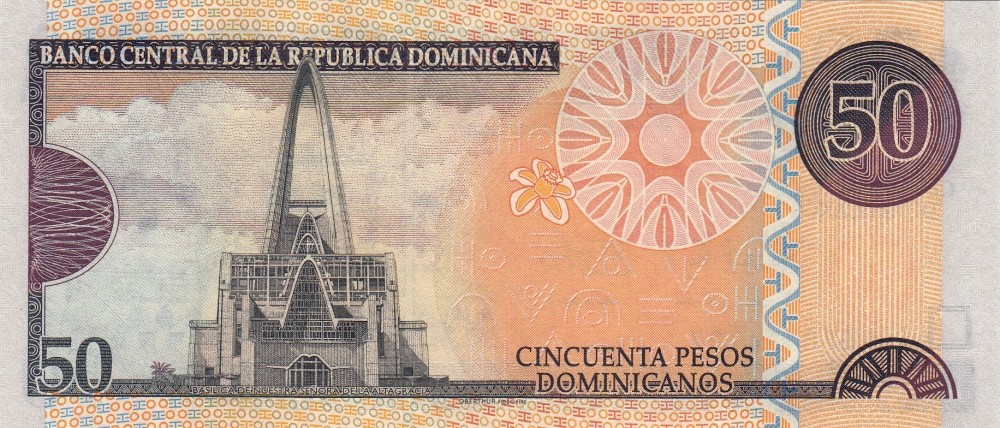 BANCO CENTRAL DE LA REPUBLICA DOMINICANA
50
50
CINCUENTA PESOS
DOMINICANOS
BASILICA DE NUESTRA SEÑORA DE LA ALTAGRACIA
OBERTHUR FIDUCIAIRE